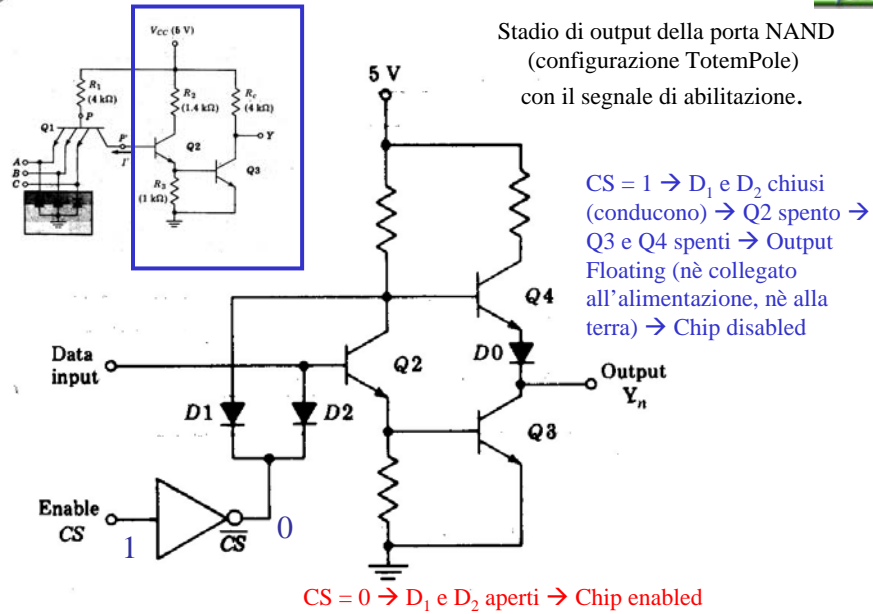 Stadio di output della porta NAND
(configurazione TotemPole)
con il segnale di abilitazione.
V_CC (5 V)
R₁
(4 kΩ)
P
Q1
A
B
C
P'
I'
R₂
(1.4 kΩ)
R_c
(4 kΩ)
Y
Q2
Q3
R₃
(1 kΩ)
5 V
CS = 1 → D₁ e D₂ chiusi
(conducono) → Q2 spento →
Q3 e Q4 spenti → Output
Floating (nè collegato
all'alimentazione, nè alla
terra) → Chip disabled
Q4
Data
input
Q2
D0
Output
Yₙ
D1
D2
Q3
Enable
CS
1
C̅S̅
0
CS = 0 → D₁ e D₂ aperti → Chip enabled